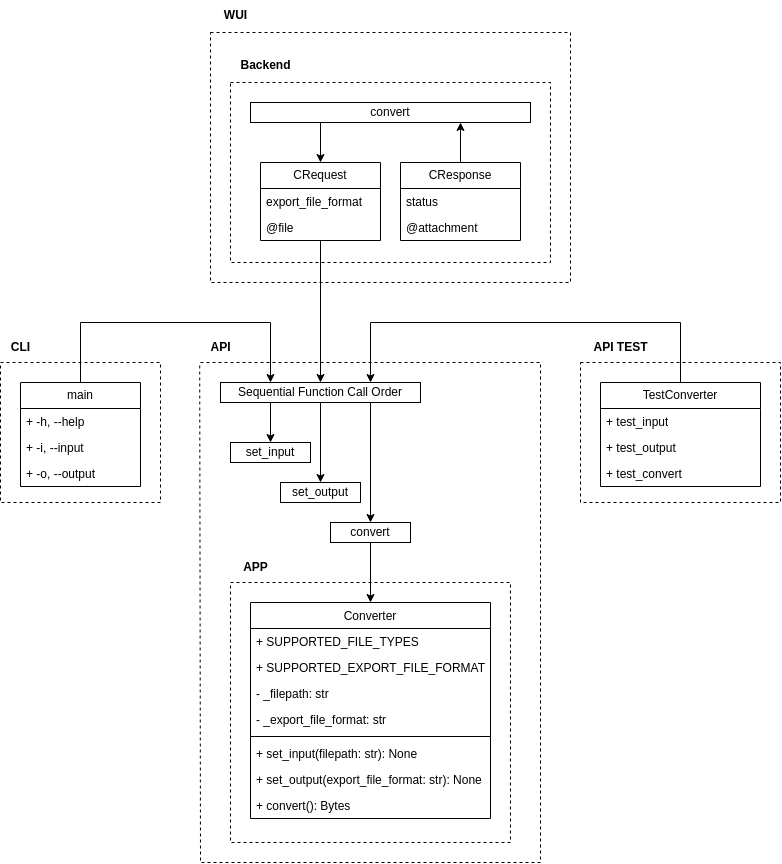 WUI
Backend
convert
CRequest
export_file_format
@file
CResponse
status
@attachment
CLI
main
+ -h, --help
+ -i, --input
+ -o, --output
API
Sequential Function Call Order
set_input
set_output
convert
APP
Converter
+ SUPPORTED_FILE_TYPES
+ SUPPORTED_EXPORT_FILE_FORMAT
- _filepath: str
- _export_file_format: str
+ set_input(filepath: str): None
+ set_output(export_file_format: str): None
+ convert(): Bytes
API TEST
TestConverter
+ test_input
+ test_output
+ test_convert